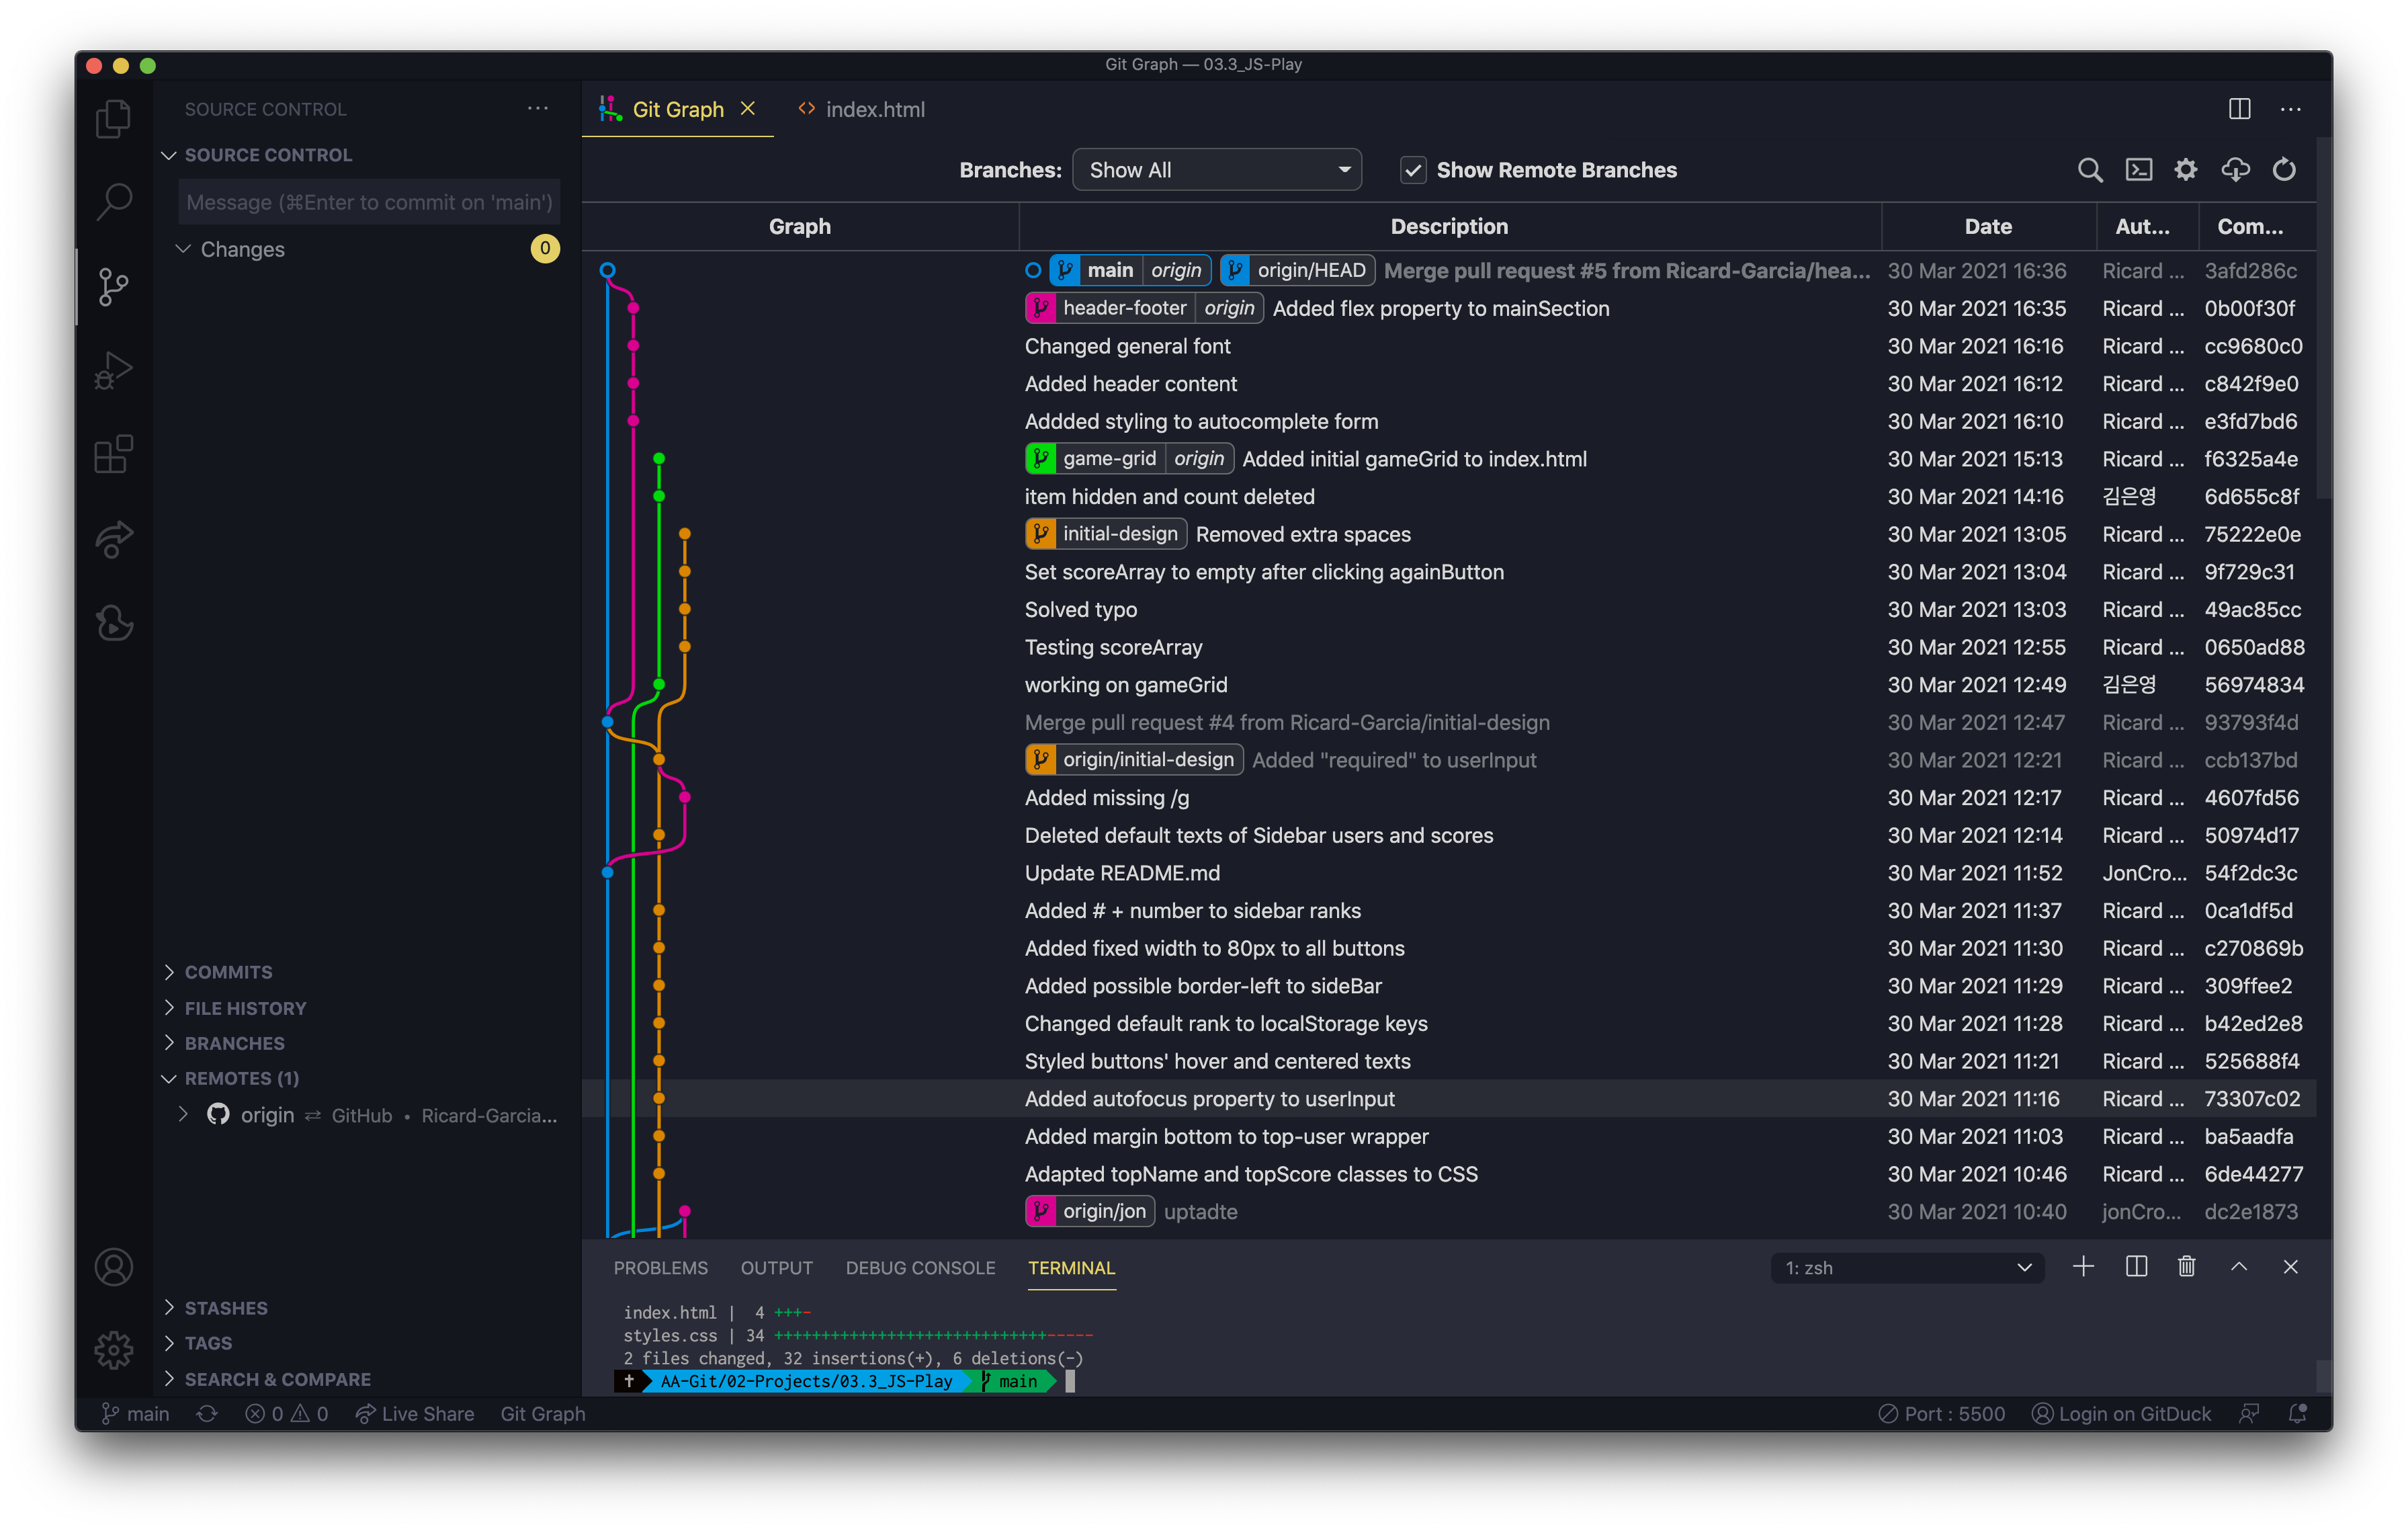 Git Graph — 03.3_JS-Play
SOURCE CONTROL
Git Graph
index.html
SOURCE CONTROL
Message (⌘Enter to commit on 'main')
Changes 0
Branches: Show All Show Remote Branches
Graph Description Date Aut... Com...
main origin origin/HEAD Merge pull request #5 from Ricard-Garcia/hea... 30 Mar 2021 16:36 Ricard ... 3afd286c
header-footer origin Added flex property to mainSection 30 Mar 2021 16:35 Ricard ... 0b00f30f
Changed general font 30 Mar 2021 16:16 Ricard ... cc9680c0
Added header content 30 Mar 2021 16:12 Ricard ... c842f9e0
Addded styling to autocomplete form 30 Mar 2021 16:10 Ricard ... e3fd7bd6
game-grid origin Added initial gameGrid to index.html 30 Mar 2021 15:13 Ricard ... f6325a4e
item hidden and count deleted 30 Mar 2021 14:16 김은영 6d655c8f
initial-design Removed extra spaces 30 Mar 2021 13:05 Ricard ... 75222e0e
Set scoreArray to empty after clicking againButton 30 Mar 2021 13:04 Ricard ... 9f729c31
Solved typo 30 Mar 2021 13:03 Ricard ... 49ac85cc
Testing scoreArray 30 Mar 2021 12:55 Ricard ... 0650ad88
working on gameGrid 30 Mar 2021 12:49 김은영 56974834
Merge pull request #4 from Ricard-Garcia/initial-design 30 Mar 2021 12:47 Ricard ... 93793f4d
origin/initial-design Added "required" to userInput 30 Mar 2021 12:21 Ricard ... ccb137bd
Added missing /g 30 Mar 2021 12:17 Ricard ... 4607fd56
Deleted default texts of Sidebar users and scores 30 Mar 2021 12:14 Ricard ... 50974d17
Update README.md 30 Mar 2021 11:52 JonCro... 54f2dc3c
Added # + number to sidebar ranks 30 Mar 2021 11:37 Ricard ... 0ca1df5d
Added fixed width to 80px to all buttons 30 Mar 2021 11:30 Ricard ... c270869b
Added possible border-left to sideBar 30 Mar 2021 11:29 Ricard ... 309ffee2
Changed default rank to localStorage keys 30 Mar 2021 11:28 Ricard ... b42ed2e8
Styled buttons' hover and centered texts 30 Mar 2021 11:21 Ricard ... 525688f4
Added autofocus property to userInput 30 Mar 2021 11:16 Ricard ... 73307c02
Added margin bottom to top-user wrapper 30 Mar 2021 11:03 Ricard ... ba5aadfa
Adapted topName and topScore classes to CSS 30 Mar 2021 10:46 Ricard ... 6de44277
origin/jon uptadte 30 Mar 2021 10:40 jonCro... dc2e1873
COMMITS
FILE HISTORY
BRANCHES
REMOTES (1)
origin ⇄ GitHub • Ricard-Garcia...
STASHES
TAGS
SEARCH & COMPARE
PROBLEMS OUTPUT DEBUG CONSOLE TERMINAL 1: zsh
index.html | 4 +++-
styles.css | 34 +++++++++++++++++++++++++++++-----
2 files changed, 32 insertions(+), 6 deletions(-)
† AA-Git/02-Projects/03.3_JS-Play main
main 0 0 Live Share Git Graph Port : 5500 Login on GitDuck